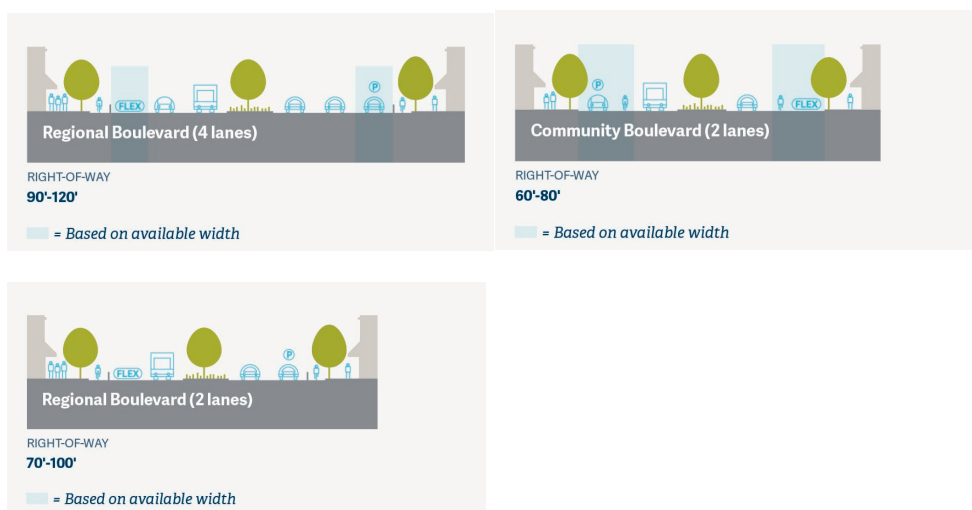 FLEX
P
Regional Boulevard (4 lanes)
RIGHT-OF-WAY
90'-120'
= Based on available width
P
FLEX
Community Boulevard (2 lanes)
RIGHT-OF-WAY
60'-80'
= Based on available width
FLEX
P
Regional Boulevard (2 lanes)
RIGHT-OF-WAY
70'-100'
= Based on available width